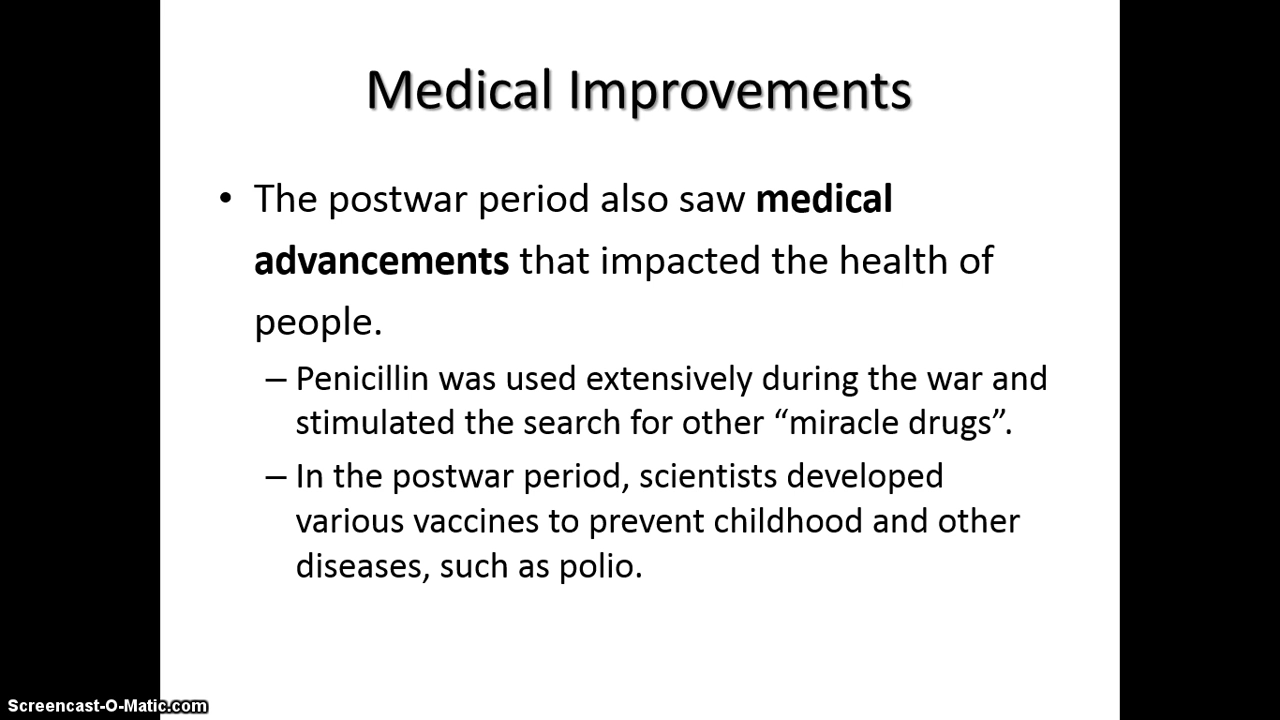 Medical Improvements
• The postwar period also saw medical
advancements that impacted the health of
people.
– Penicillin was used extensively during the war and
stimulated the search for other “miracle drugs”.
– In the postwar period, scientists developed
various vaccines to prevent childhood and other
diseases, such as polio.
Screencast-O-Matic.com